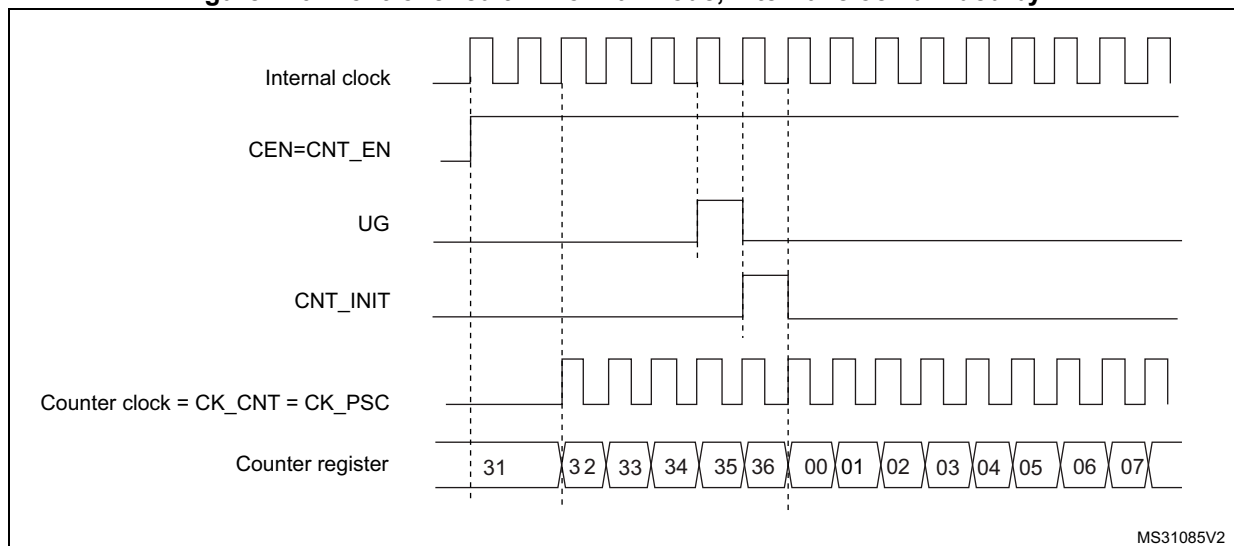 Internal clock
CEN=CNT_EN
UG
CNT_INIT
Counter clock = CK_CNT = CK_PSC
Counter register
31 32 33 34 35 36 00 01 02 03 04 05 06 07
MS31085V2